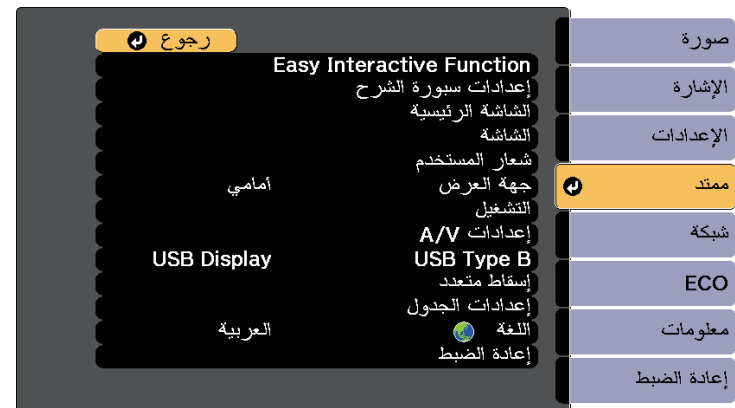 صورة
الإشارة
الإعدادات
ممتد
شبكة
ECO
معلومات
إعادة الضبط
رجوع
Easy Interactive Function
إعدادات سبورة الشرح
الشاشة الرئيسية
الشاشة
شعار المستخدم
جهة العرض أمامي
التشغيل
إعدادات A/V
USB Type B USB Display
إسقاط متعدد
إعدادات الجدول
اللغة العربية
إعادة الضبط